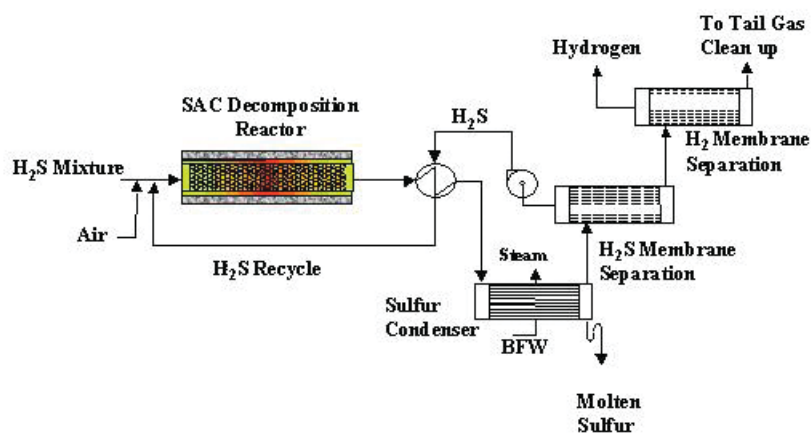 To Tail Gas
Clean up
Hydrogen
SAC Decomposition
Reactor
H₂S
H₂ Membrane
Separation
H₂S Mixture
Air
H₂S Recycle
Steam
H₂S Membrane
Separation
Sulfur
Condenser
BFW
Molten
Sulfur